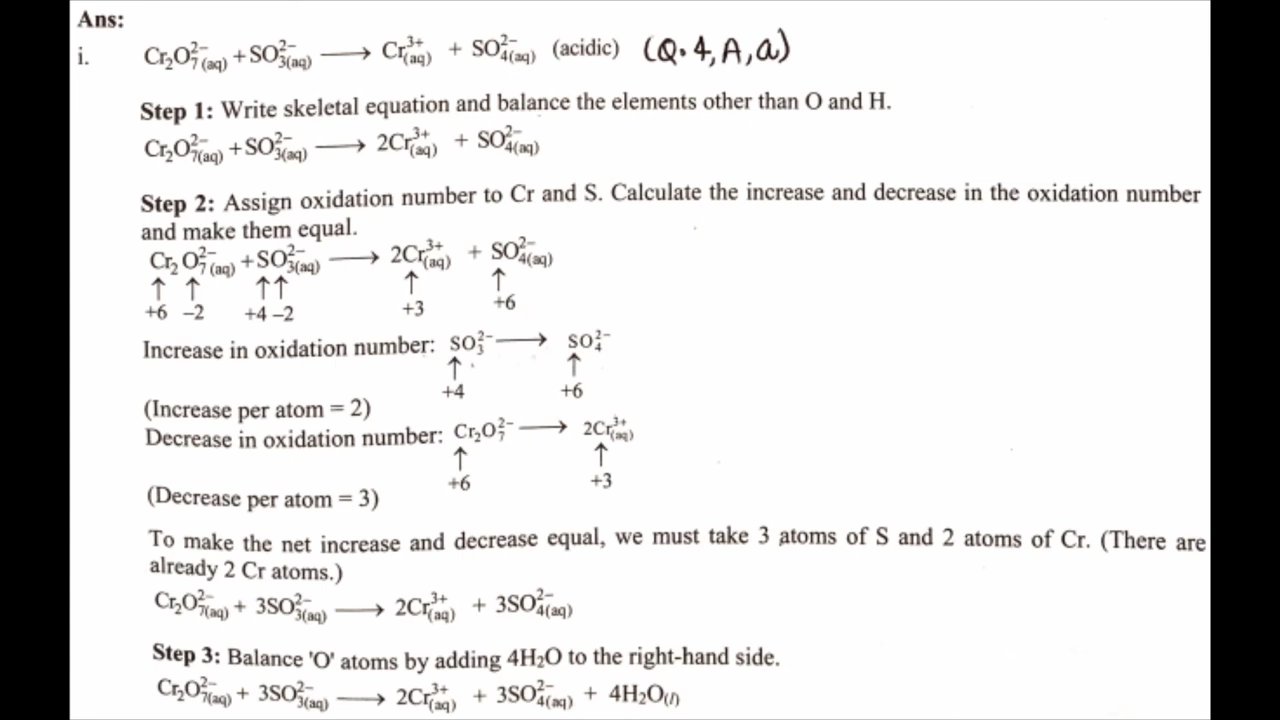 Ans:
i. Cr₂O₇²⁻(aq) + SO₃²⁻(aq) ⟶ Cr³⁺(aq) + SO₄²⁻(aq) (acidic) (Q.4, A, a)
Step 1: Write skeletal equation and balance the elements other than O and H.
Cr₂O₇²⁻(aq) + SO₃²⁻(aq) ⟶ 2Cr³⁺(aq) + SO₄²⁻(aq)
Step 2: Assign oxidation number to Cr and S. Calculate the increase and decrease in the oxidation number
and make them equal.
Cr₂ O₇²⁻(aq) + SO₃²⁻(aq) ⟶ 2Cr³⁺(aq) + SO₄²⁻(aq)
↑ ↑ ↑↑ ↑ ↑
+6 –2 +4 –2 +3 +6
Increase in oxidation number: SO₃²⁻ ⟶ SO₄²⁻
↑ ↑
+4 +6
(Increase per atom = 2)
Decrease in oxidation number: Cr₂O₇²⁻ ⟶ 2Cr³⁺(aq)
↑ ↑
+6 +3
(Decrease per atom = 3)
To make the net increase and decrease equal, we must take 3 atoms of S and 2 atoms of Cr. (There are
already 2 Cr atoms.)
Cr₂O₇²⁻(aq) + 3SO₃²⁻(aq) ⟶ 2Cr³⁺(aq) + 3SO₄²⁻(aq)
Step 3: Balance 'O' atoms by adding 4H₂O to the right-hand side.
Cr₂O₇²⁻(aq) + 3SO₃²⁻(aq) ⟶ 2Cr³⁺(aq) + 3SO₄²⁻(aq) + 4H₂O(l)